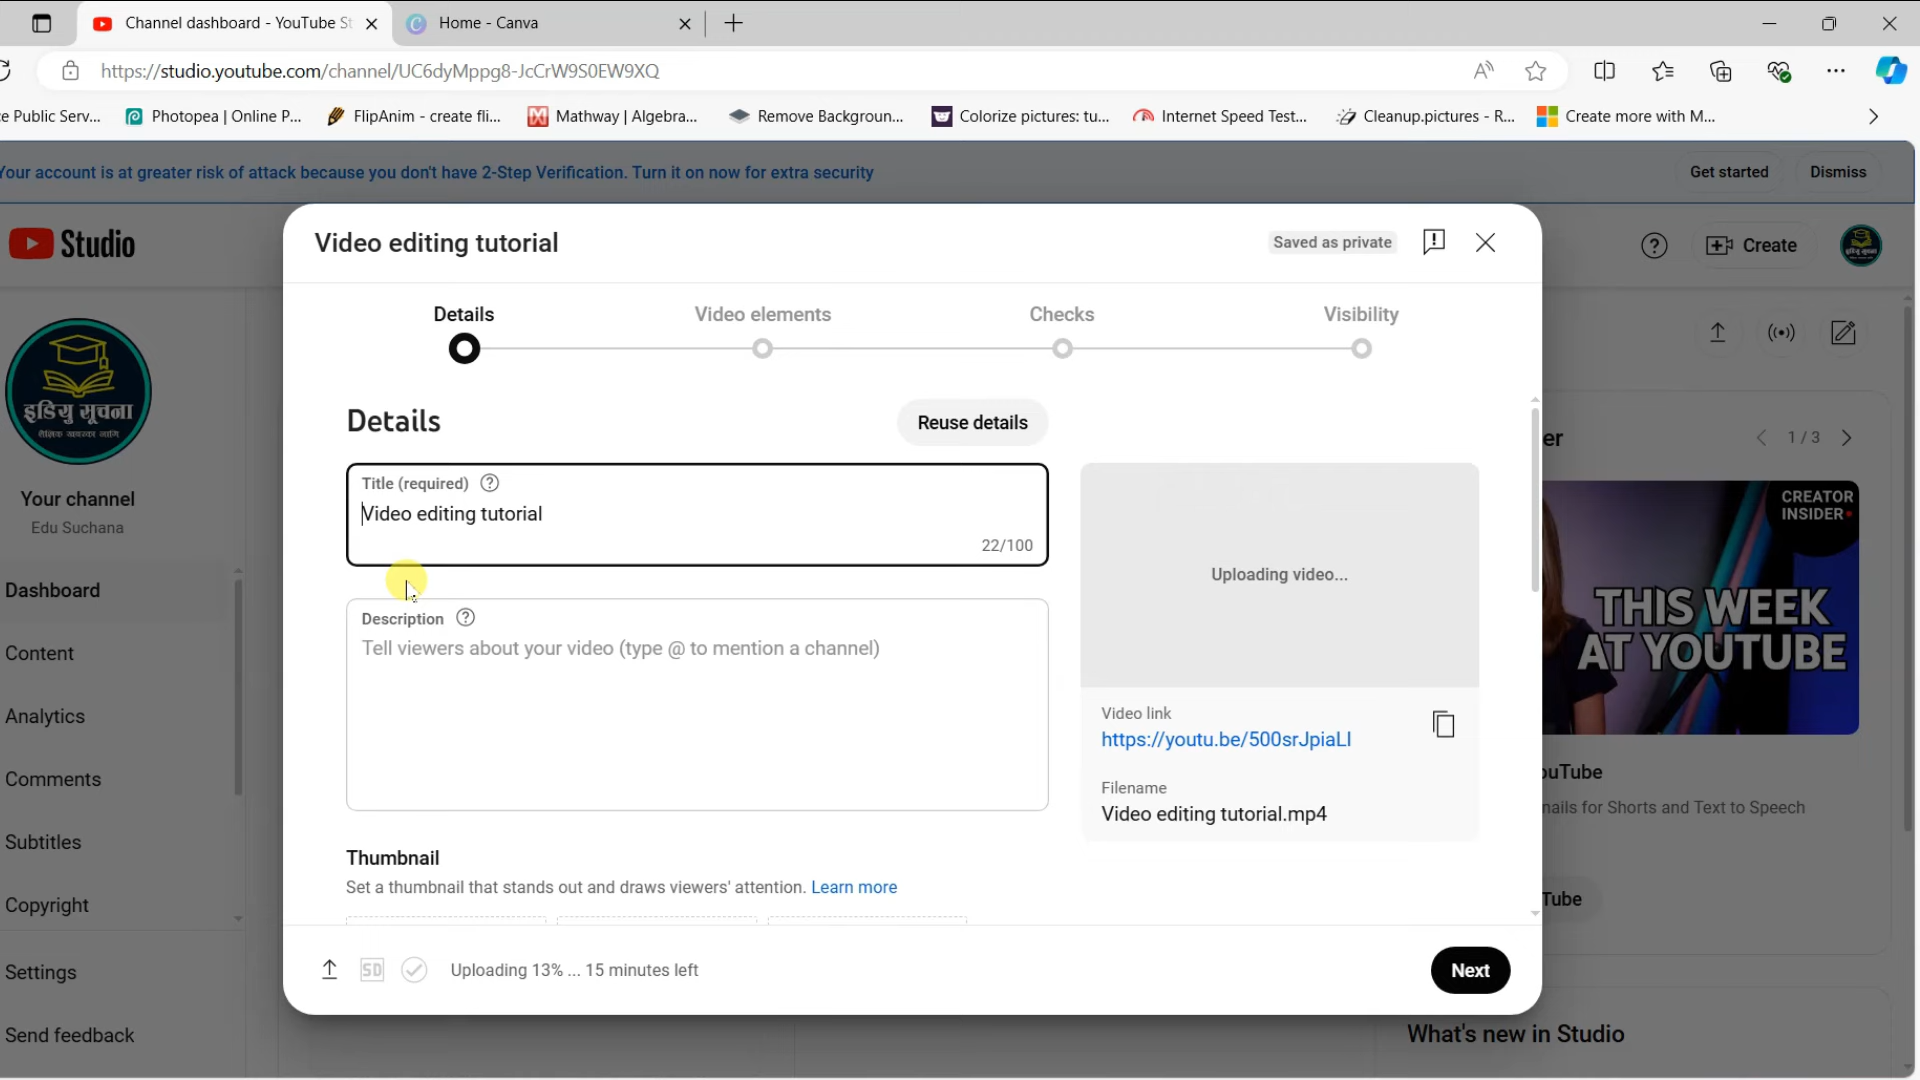 Channel dashboard - YouTube St
Home - Canva
https://studio.youtube.com/channel/UC6dyMppg8-JcCrW9S0EW9XQ
e Public Serv...
Photopea | Online P...
FlipAnim - create fli...
Mathway | Algebra...
Remove Backgroun...
Colorize pictures: tu...
Internet Speed Test...
Cleanup.pictures - R...
Create more with M...
Your account is at greater risk of attack because you don't have 2-Step Verification. Turn it on now for extra security
Get started
Dismiss
Studio
Video editing tutorial
Saved as private
Create
Details
Video elements
Checks
Visibility
Details
Reuse details
Title (required)
Video editing tutorial
22/100
Uploading video...
Description
Tell viewers about your video (type @ to mention a channel)
Video link
https://youtu.be/500srJpiaLI
Filename
Video editing tutorial.mp4
Thumbnail
Set a thumbnail that stands out and draws viewers' attention. Learn more
SD
Uploading 13% ... 15 minutes left
Next
इडियु सूचना
Your channel
Edu Suchana
Dashboard
Content
Analytics
Comments
Subtitles
Copyright
Settings
Send feedback
er
1 / 3
CREATOR
INSIDER
THIS WEEK
AT YOUTUBE
ouTube
nails for Shorts and Text to Speech
Tube
What's new in Studio